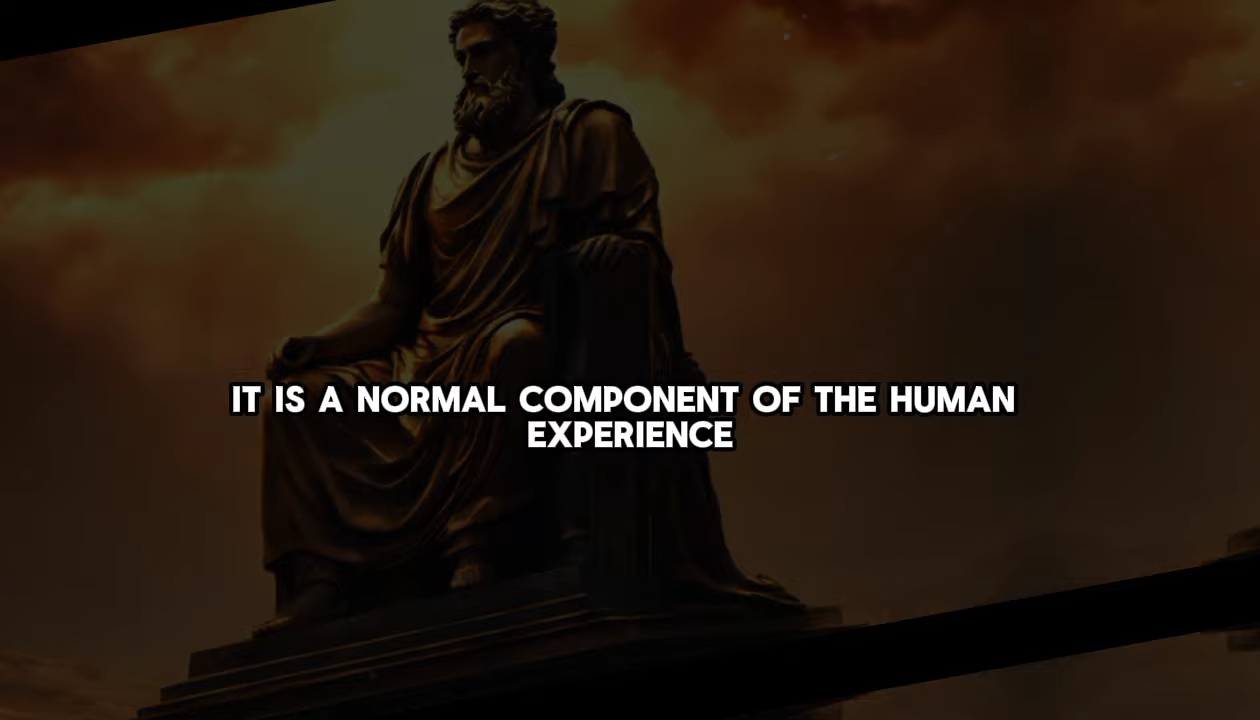 IT IS A NORMAL COMPONENT OF THE HUMAN
EXPERIENCE